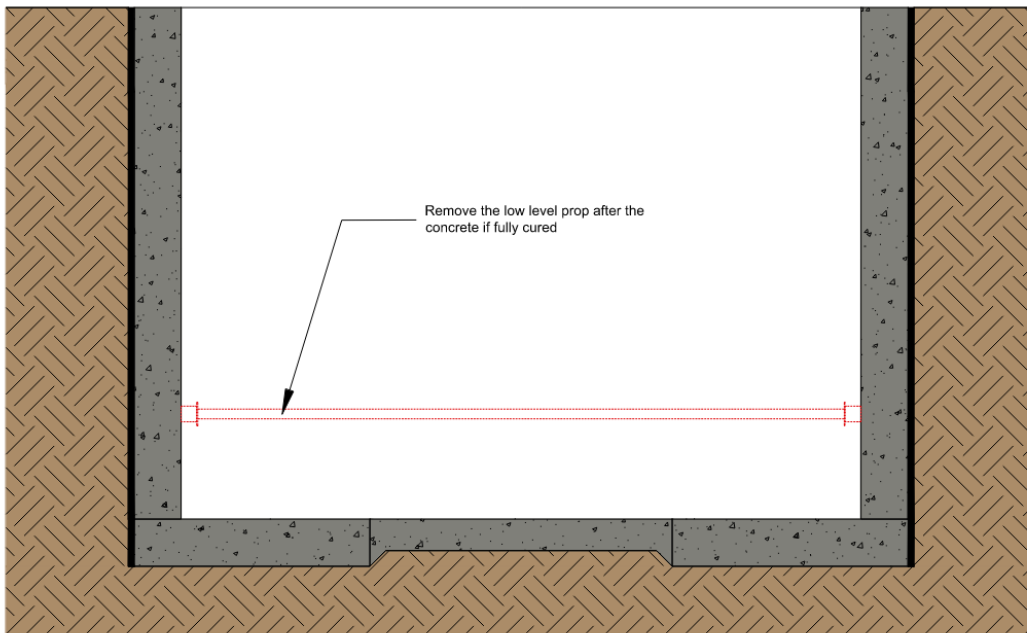 Remove the low level prop after the
concrete if fully cured